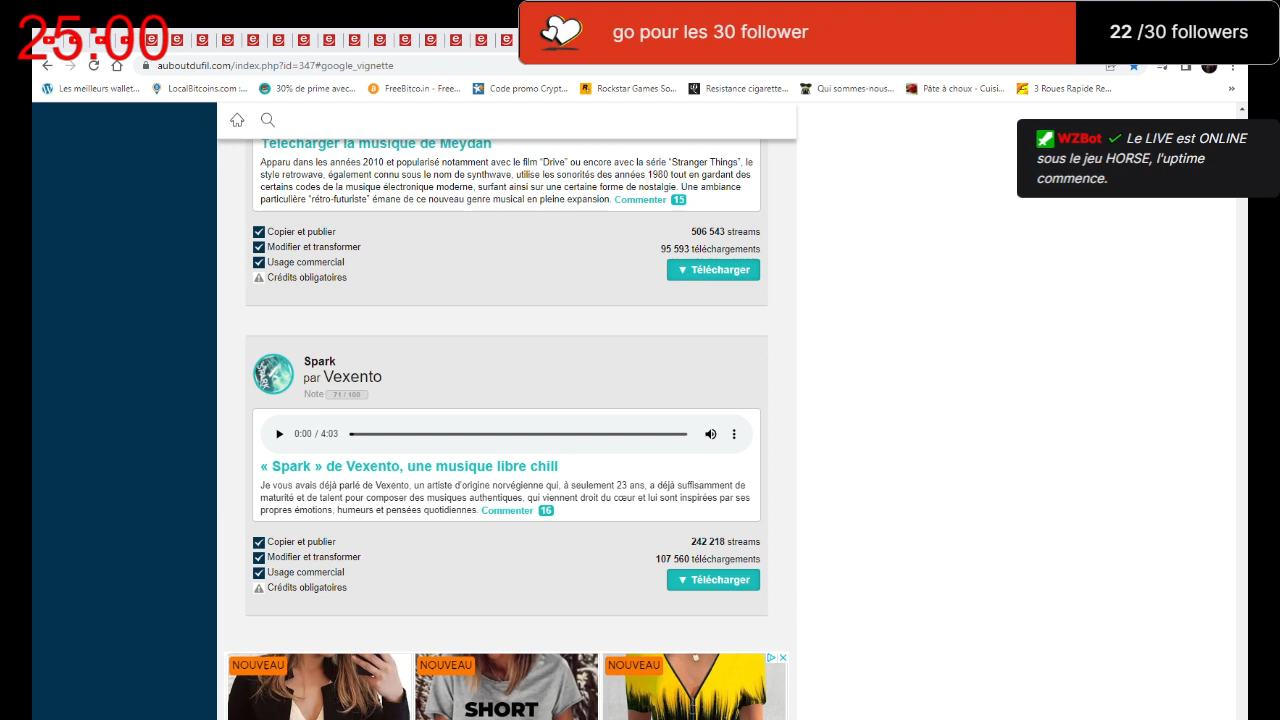 25:00
go pour les 30 follower
22 /30 followers
auboutdufil.com/index.php?id=347#google_vignette
Les meilleurs wallet...
LocalBitcoins.com :...
30% de prime avec...
FreeBitco.in - Free...
Code promo Crypt...
Rockstar Games So...
Resistance cigarette...
Qui sommes-nous...
Pâte à choux - Cuisi...
3 Roues Rapide Re...
»
WZBot ✓ Le LIVE est ONLINE
sous le jeu HORSE, l'uptime
commence.
Télécharger la musique de Meydan
Apparu dans les années 2010 et popularisé notamment avec le film "Drive" ou encore avec la série "Stranger Things", le
style retrowave, également connu sous le nom de synthwave, utilise les sonorités des années 1980 tout en gardant des
certains codes de la musique électronique moderne, surfant ainsi sur une certaine forme de nostalgie. Une ambiance
particulière "rétro-futuriste" émane de ce nouveau genre musical en pleine expansion. Commenter 15
Copier et publier
506 543 streams
Modifier et transformer
95 593 téléchargements
Usage commercial
▼ Télécharger
Crédits obligatoires
Spark
par Vexento
Note 71 / 100
0:00 / 4:03
« Spark » de Vexento, une musique libre chill
Je vous avais déjà parlé de Vexento, un artiste d'origine norvégienne qui, à seulement 23 ans, a déjà suffisamment de
maturité et de talent pour composer des musiques authentiques, qui viennent droit du cœur et lui sont inspirées par ses
propres émotions, humeurs et pensées quotidiennes. Commenter 16
Copier et publier
242 218 streams
Modifier et transformer
107 560 téléchargements
Usage commercial
▼ Télécharger
Crédits obligatoires
NOUVEAU
NOUVEAU
NOUVEAU
SHORT